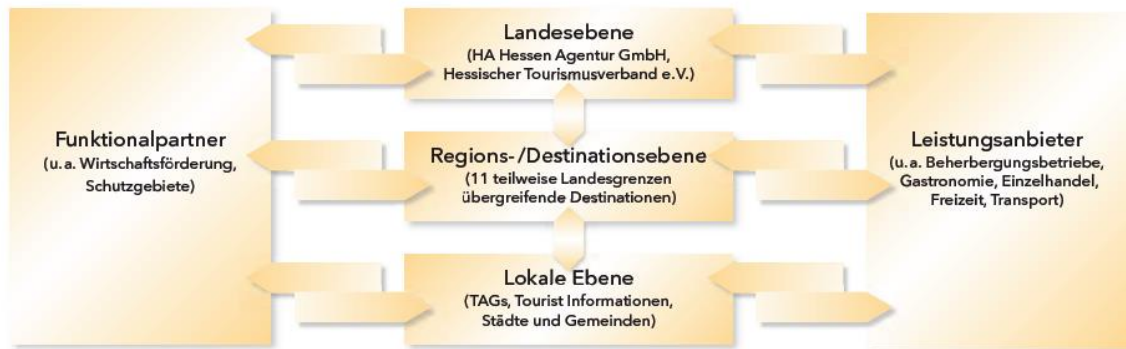 Landesebene
(HA Hessen Agentur GmbH,
Hessischer Tourismusverband e.V.)
Funktionalpartner
(u. a. Wirtschaftsförderung,
Schutzgebiete)
Regions-/Destinationsebene
(11 teilweise Landesgrenzen
übergreifende Destinationen)
Leistungsanbieter
(u. a. Beherbergungsbetriebe,
Gastronomie, Einzelhandel,
Freizeit, Transport)
Lokale Ebene
(TAGs, Tourist Informationen,
Städte und Gemeinden)